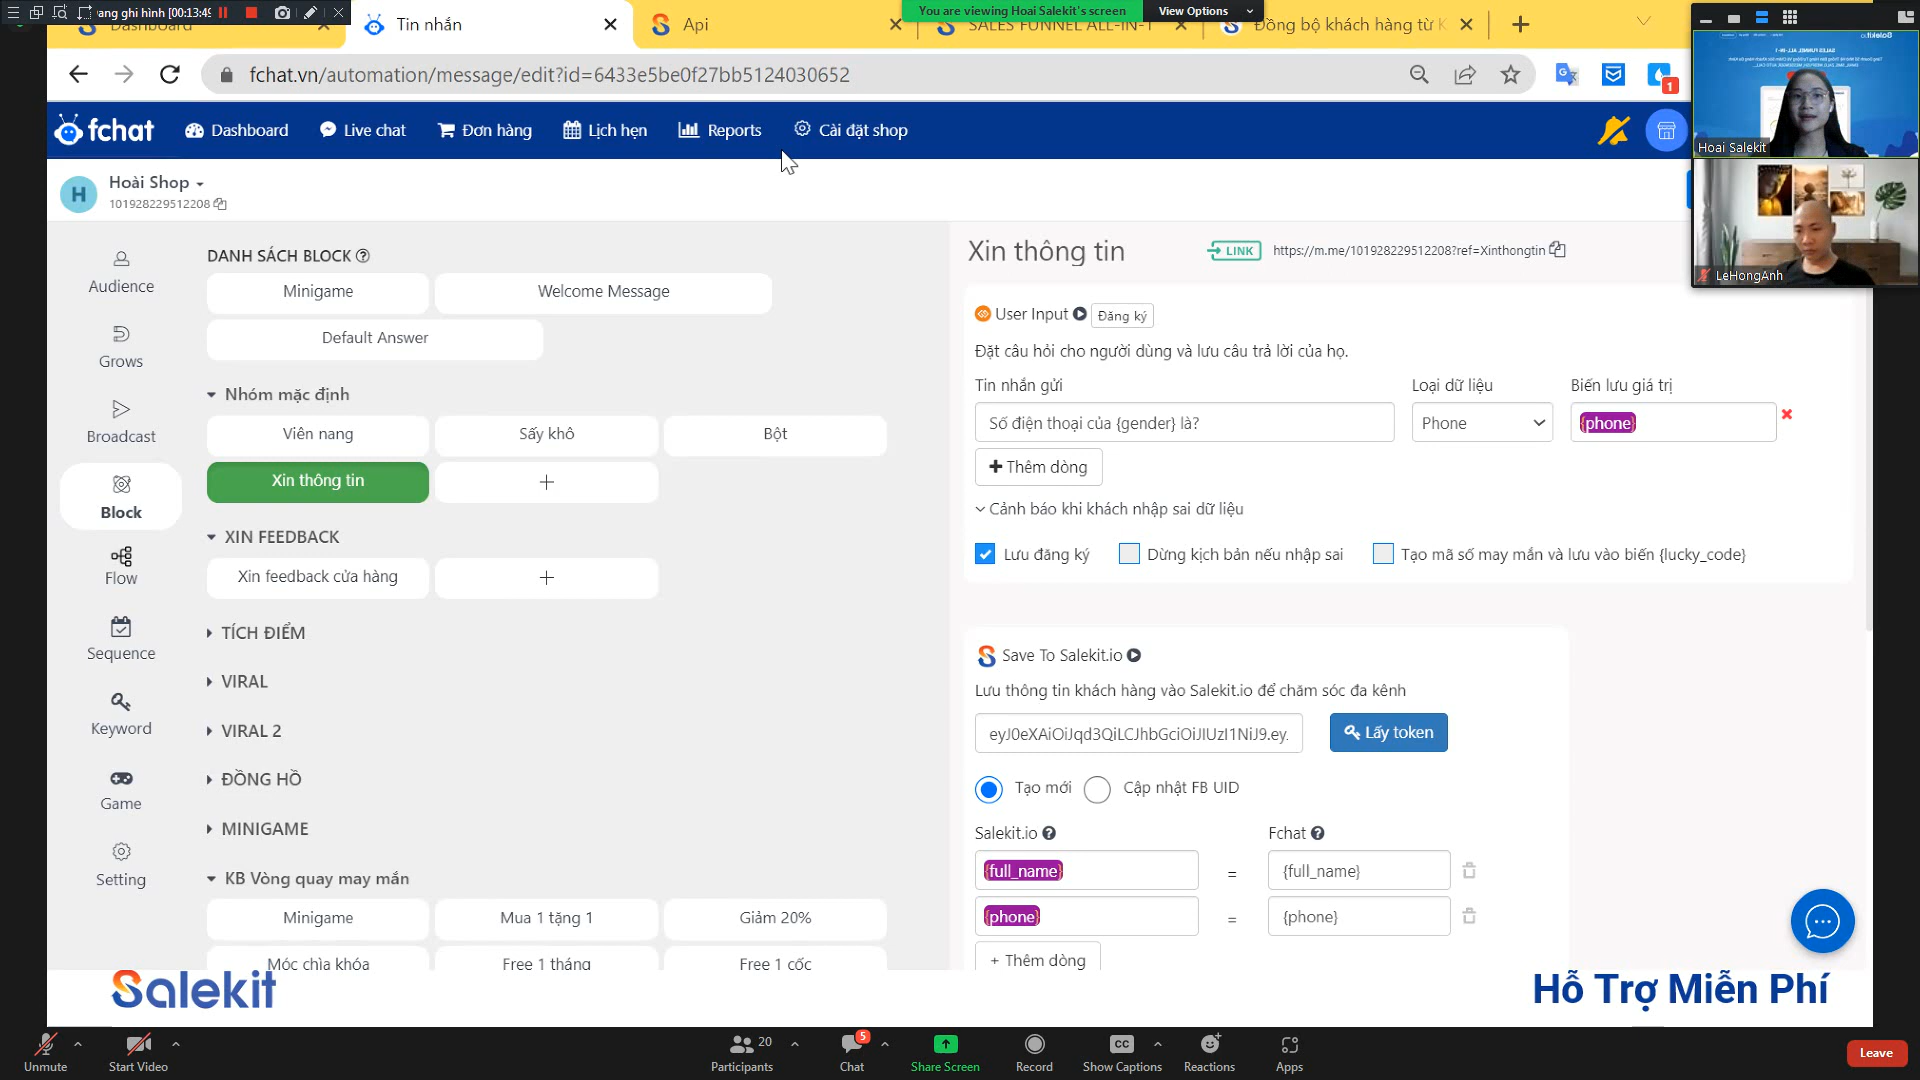 ang ghi hình [00:13:49
You are viewing Hoai Salekit's screen
View Options
Dashboard
Tin nhắn
Api
SALES FUNNEL ALL-IN-1
Đồng bộ khách hàng từ K
fchat.vn/automation/message/edit?id=6433e5be0f27bb5124030652
1
fchat
Dashboard
Live chat
Đơn hàng
Lịch hẹn
Reports
Cài đặt shop
H
Hoài Shop
101928229512208
Hoai Salekit
LeHongAnh
Audience
Grows
Broadcast
Block
Flow
Sequence
Keyword
Game
Setting
DANH SÁCH BLOCK
Minigame
Welcome Message
Default Answer
Nhóm mặc định
Viên nang
Sấy khô
Bột
Xin thông tin
XIN FEEDBACK
Xin feedback cửa hàng
TÍCH ĐIỂM
VIRAL
VIRAL 2
ĐỒNG HỒ
MINIGAME
KB Vòng quay may mắn
Minigame
Mua 1 tặng 1
Giảm 20%
Móc chìa khóa
Free 1 tháng
Free 1 cốc
Xin thông tin
LINK
https://m.me/101928229512208?ref=Xinthongtin
User Input
Đăng ký
Đặt câu hỏi cho người dùng và lưu câu trả lời của họ.
Tin nhắn gửi
Loại dữ liệu
Biến lưu giá trị
Số điện thoại của {gender} là?
Phone
{phone}
Thêm dòng
Cảnh báo khi khách nhập sai dữ liệu
Lưu đăng ký
Dừng kịch bản nếu nhập sai
Tạo mã số may mắn và lưu vào biến {lucky_code}
Save To Salekit.io
Lưu thông tin khách hàng vào Salekit.io để chăm sóc đa kênh
eyJ0eXAiOiJqd3QiLCJhbGciOiJIUzI1NiJ9.ey.
Lấy token
Tạo mới
Cập nhật FB UID
Salekit.io
Fchat
{full_name}
=
{full_name}
{phone}
=
{phone}
+ Thêm dòng
Salekit
Hỗ Trợ Miễn Phí
Unmute
Start Video
20
Participants
5
Chat
Share Screen
Record
CC
Show Captions
Reactions
Apps
Leave